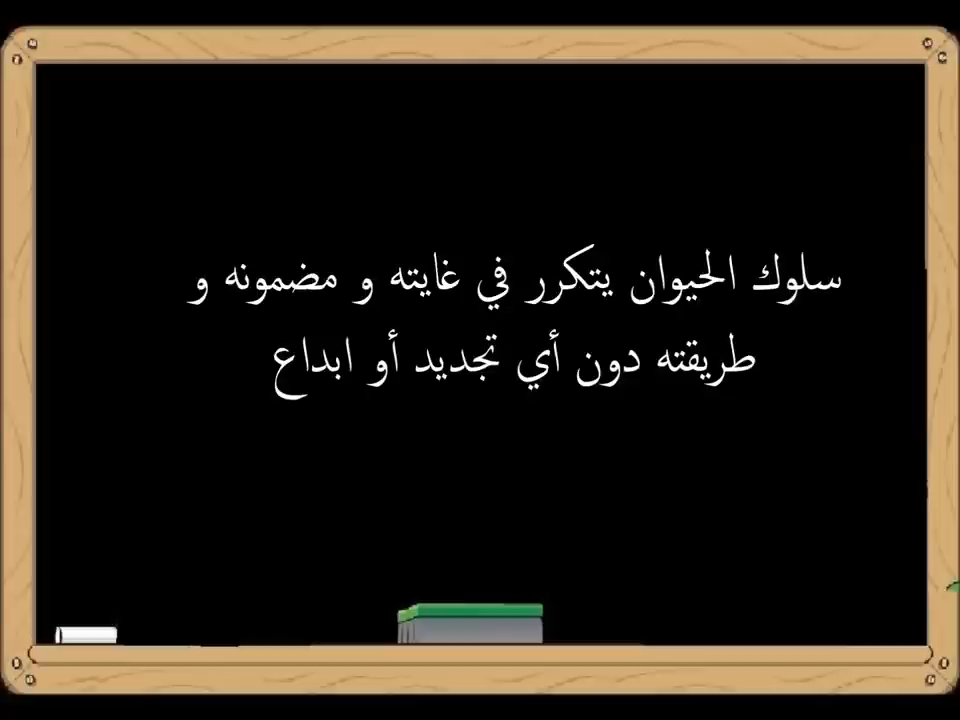 سلوك الحيوان يتكرر في غايته و مضمونه و
طريقته دون أي تجديد أو ابداع